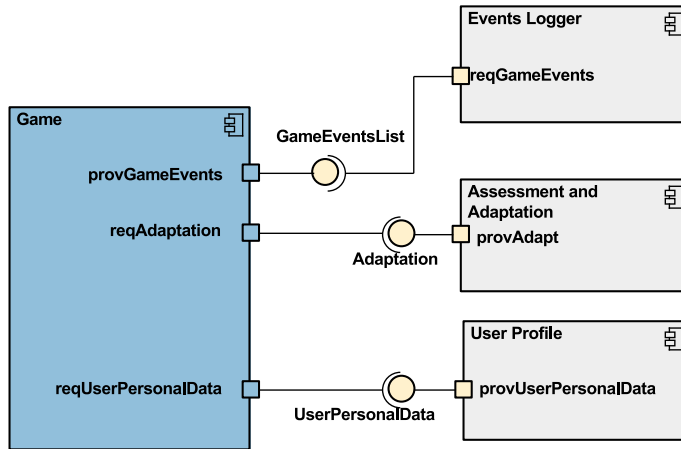 Events Logger
reqGameEvents
Game
GameEventsList
provGameEvents
Assessment and
Adaptation
reqAdaptation
provAdapt
Adaptation
User Profile
reqUserPersonalData
provUserPersonalData
UserPersonalData